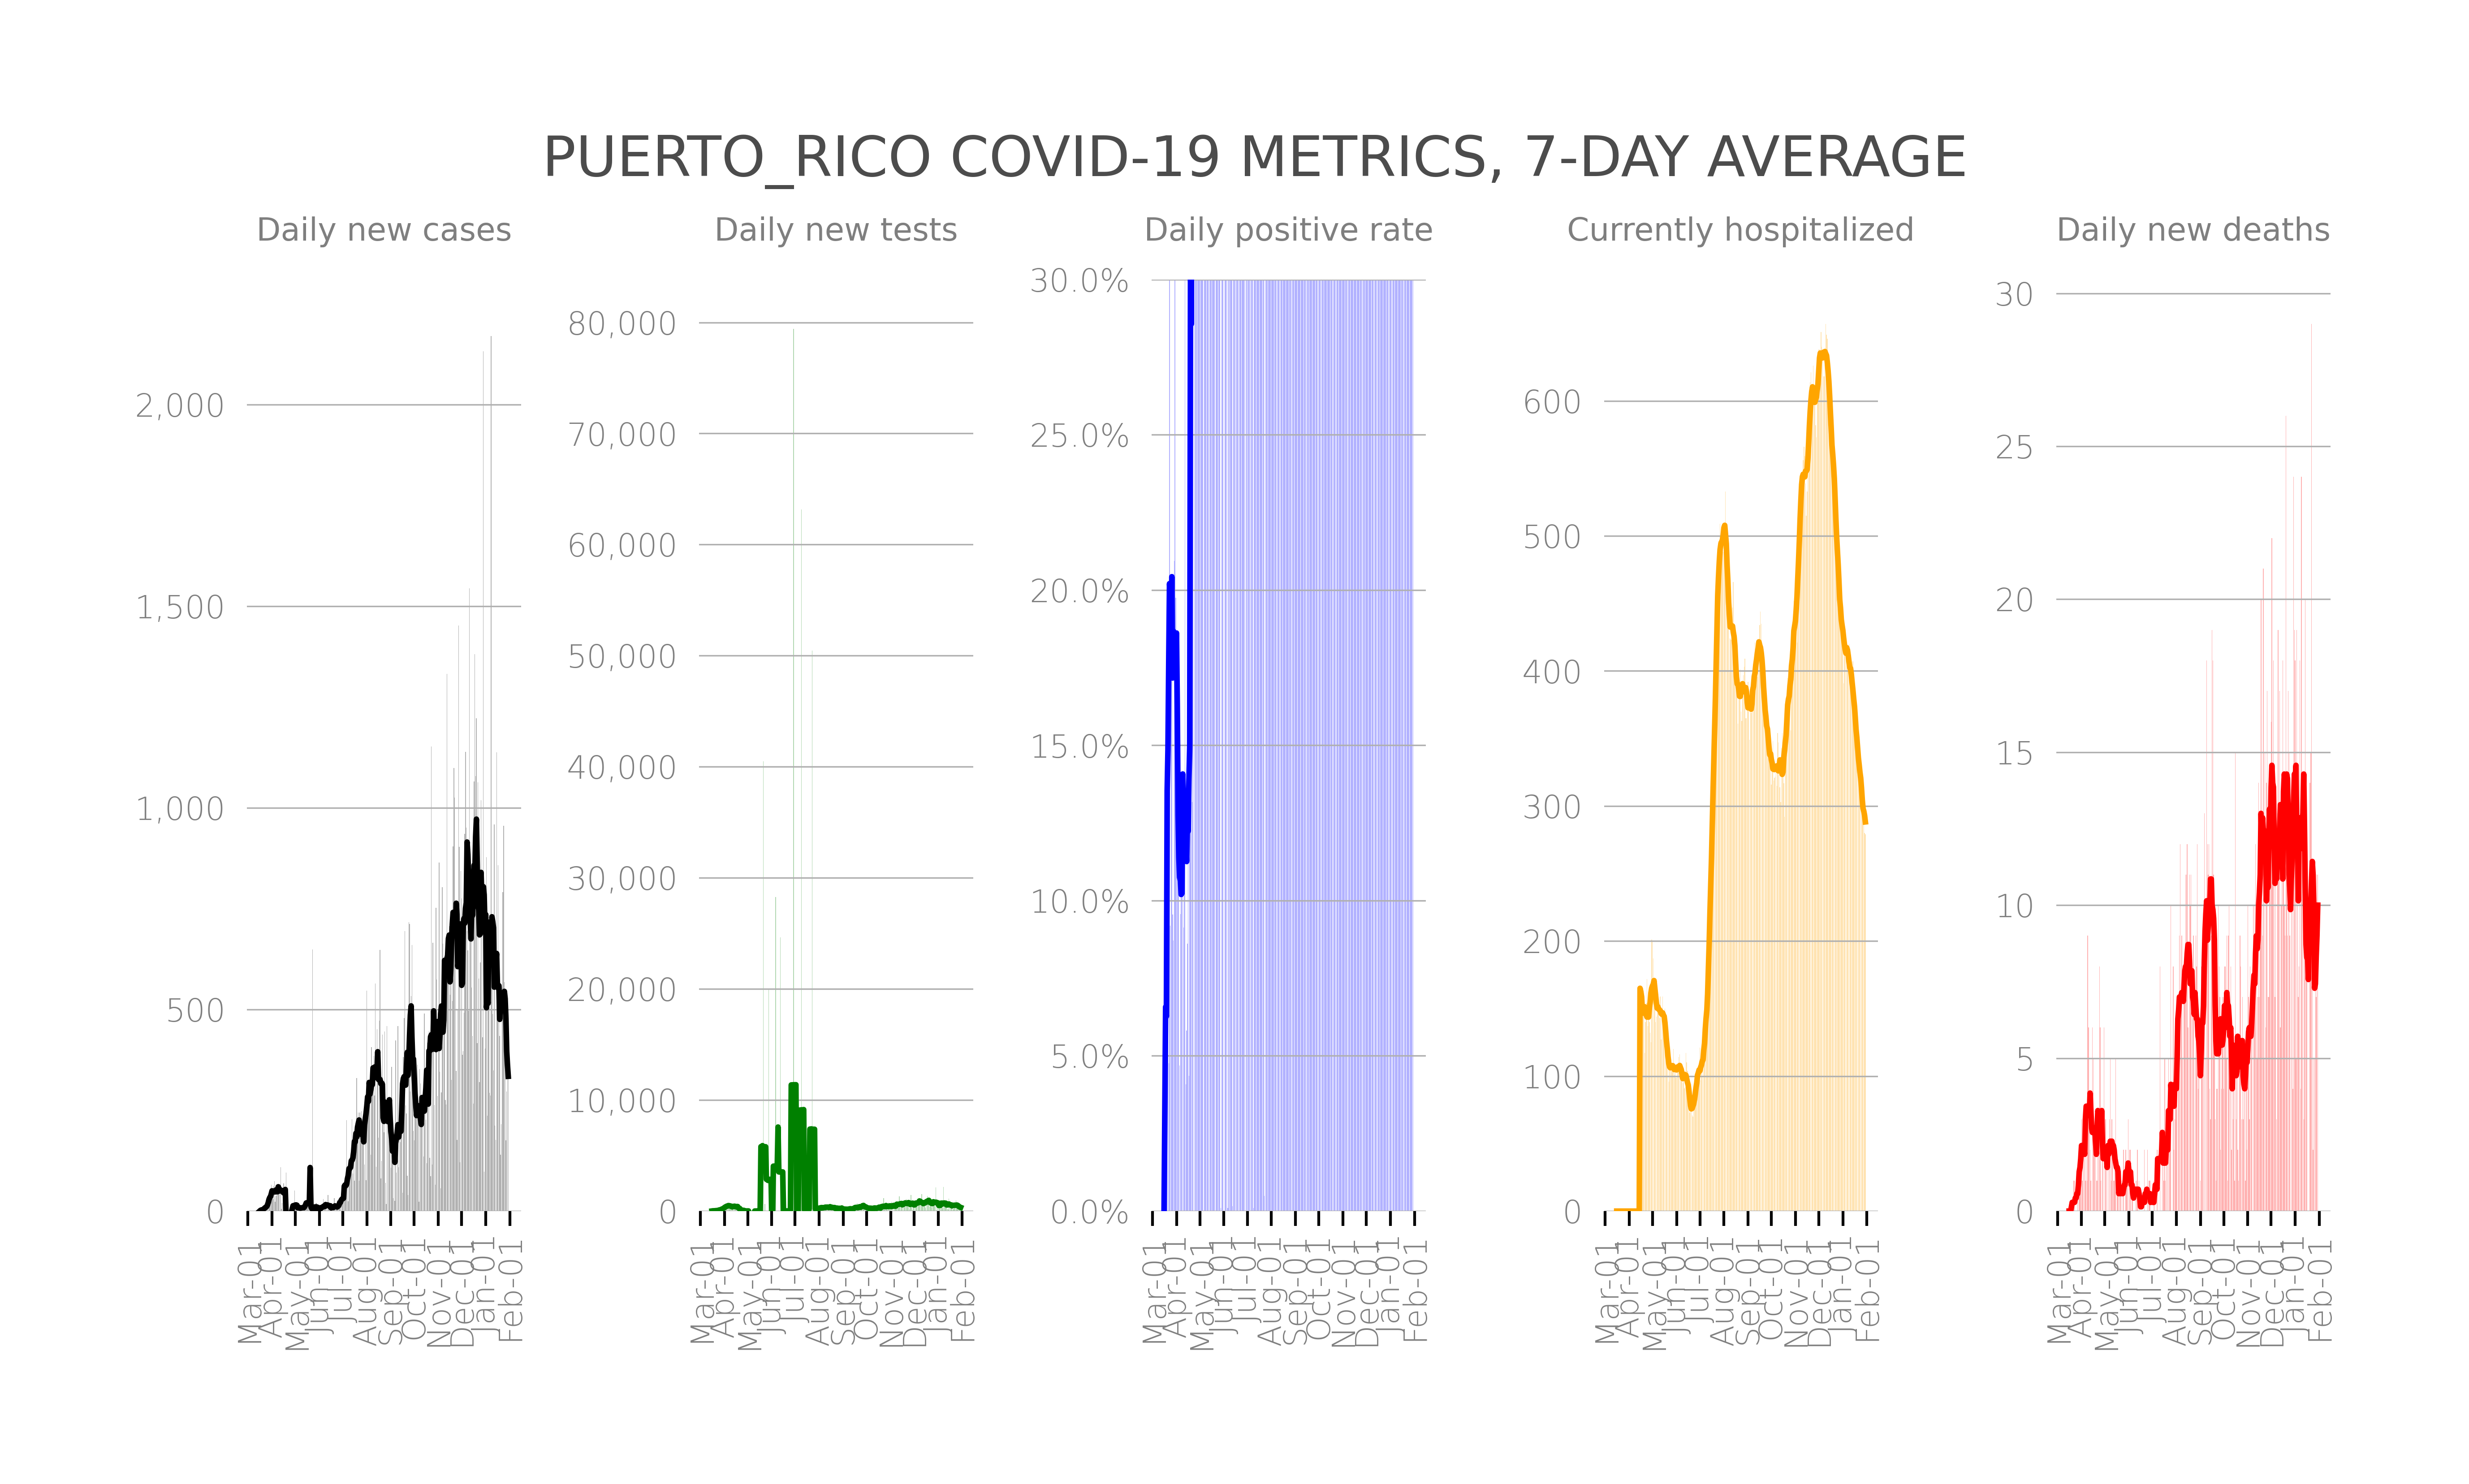 PUERTO_RICO COVID-19 METRICS, 7-DAY AVERAGE
Daily new cases
2,000
1,500
1,000
500
0
Mar-01
Apr-01
May-01
Jun-01
Jul-01
Aug-01
Sep-01
Oct-01
Nov-01
Dec-01
Jan-01
Feb-01
Daily new tests
80,000
70,000
60,000
50,000
40,000
30,000
20,000
10,000
0
Mar-01
Apr-01
May-01
Jun-01
Jul-01
Aug-01
Sep-01
Oct-01
Nov-01
Dec-01
Jan-01
Feb-01
Daily positive rate
30.0%
25.0%
20.0%
15.0%
10.0%
5.0%
0.0%
Mar-01
Apr-01
May-01
Jun-01
Jul-01
Aug-01
Sep-01
Oct-01
Nov-01
Dec-01
Jan-01
Feb-01
Currently hospitalized
600
500
400
300
200
100
0
Mar-01
Apr-01
May-01
Jun-01
Jul-01
Aug-01
Sep-01
Oct-01
Nov-01
Dec-01
Jan-01
Feb-01
Daily new deaths
30
25
20
15
10
5
0
Mar-01
Apr-01
May-01
Jun-01
Jul-01
Aug-01
Sep-01
Oct-01
Nov-01
Dec-01
Jan-01
Feb-01